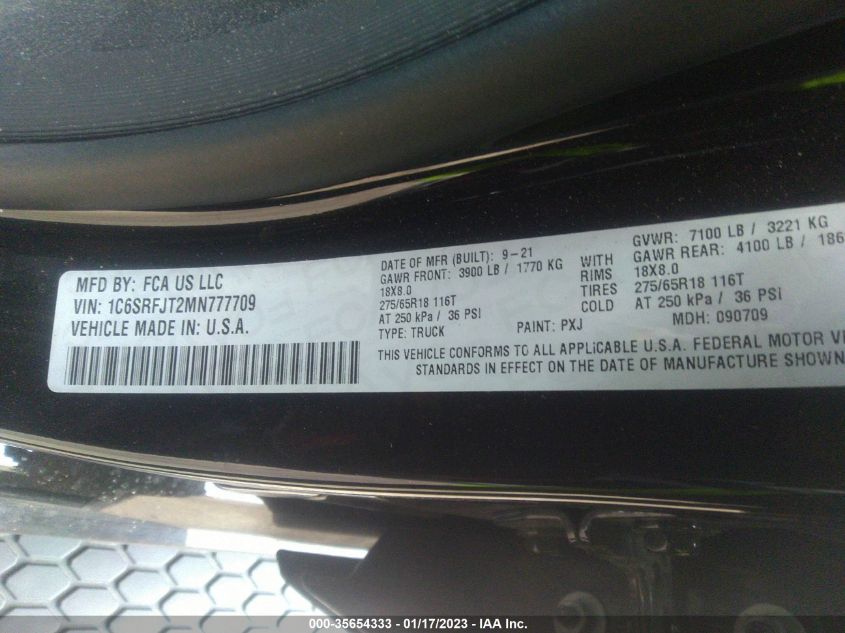 MFD BY: FCA US LLC
VIN: 1C6SRFJT2MN777709
VEHICLE MADE IN: U.S.A.
DATE OF MFR (BUILT): 9-21
GAWR FRONT: 3900 LB / 1770 KG
18X8.0
275/65R18 116T
AT 250 kPa / 36 PSI
TYPE: TRUCK
WITH
RIMS
TIRES
PAINT: PXJ
GVWR: 7100 LB / 3221 KG
GAWR REAR: 4100 LB / 186
18X8.0
275/65R18 116T
AT 250 kPa / 36 PSI
MDH: 090709
THIS VEHICLE CONFORMS TO ALL APPLICABLE U.S.A. FEDERAL MOTOR VE
STANDARDS IN EFFECT ON THE DATE OF MANUFACTURE SHOWN
000-35654333 - 01/17/2023 - IAA Inc.